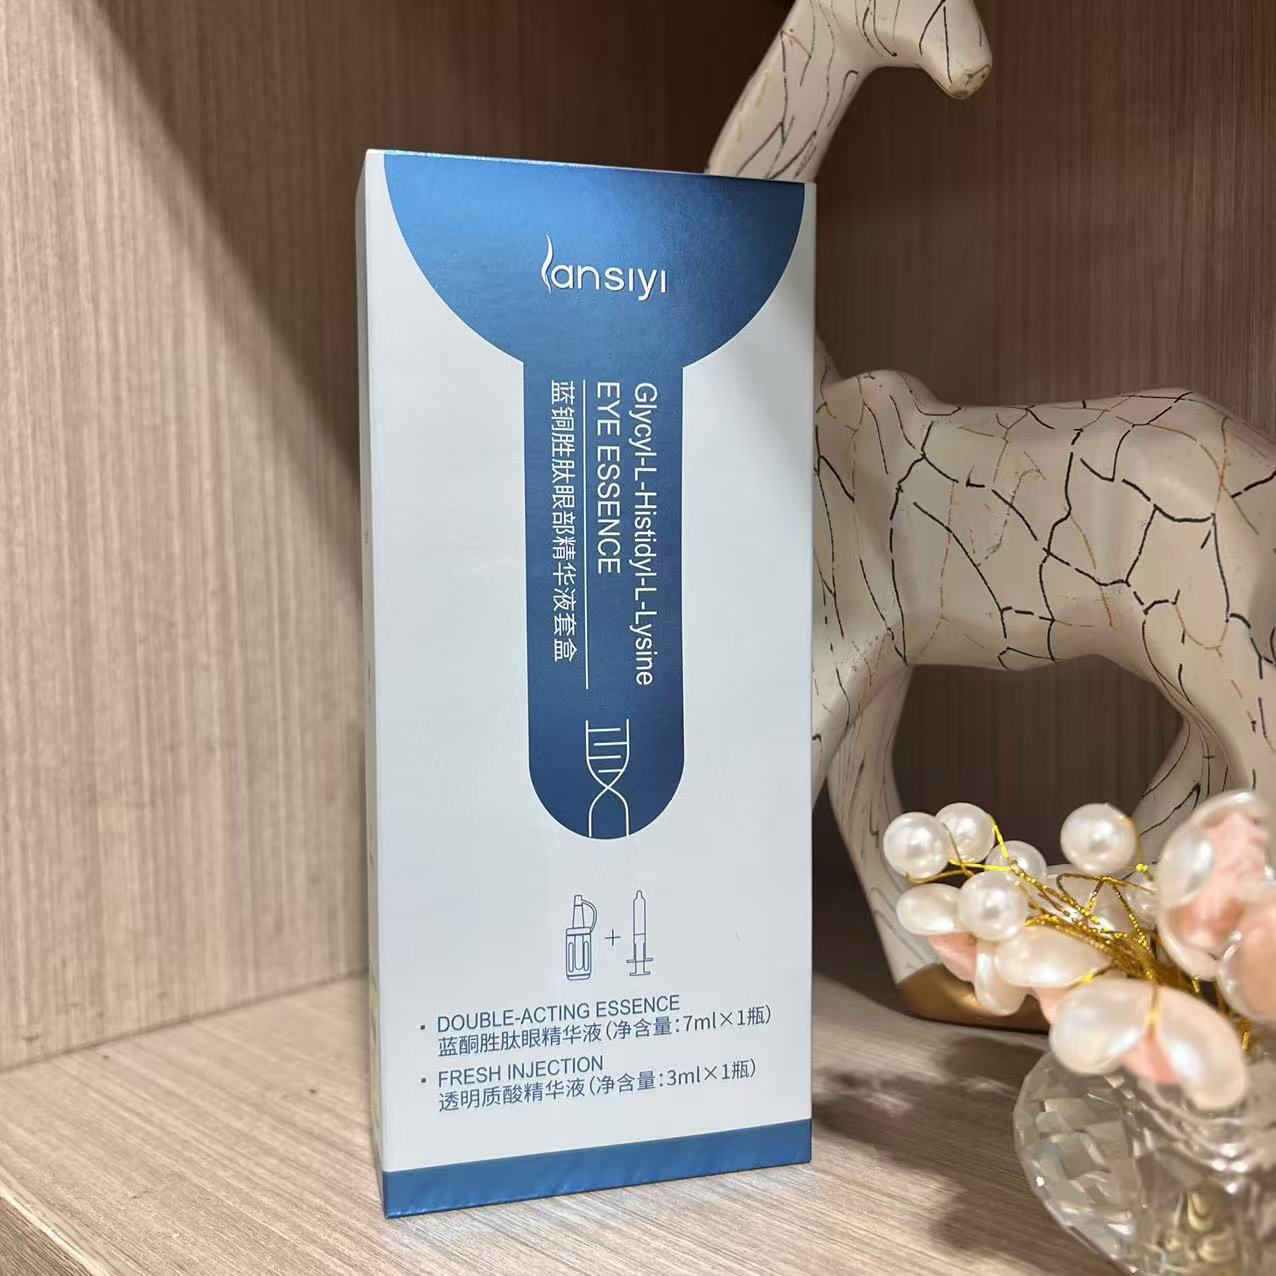 lansiyi
Glycyl-L-Histidyl-L-Lysine
EYE ESSENCE
蓝铜胜肽眼部精华液套盒
· DOUBLE-ACTING ESSENCE
蓝酮胜肽眼精华液(净含量:7ml×1瓶)
· FRESH INJECTION
透明质酸精华液(净含量:3ml×1瓶)